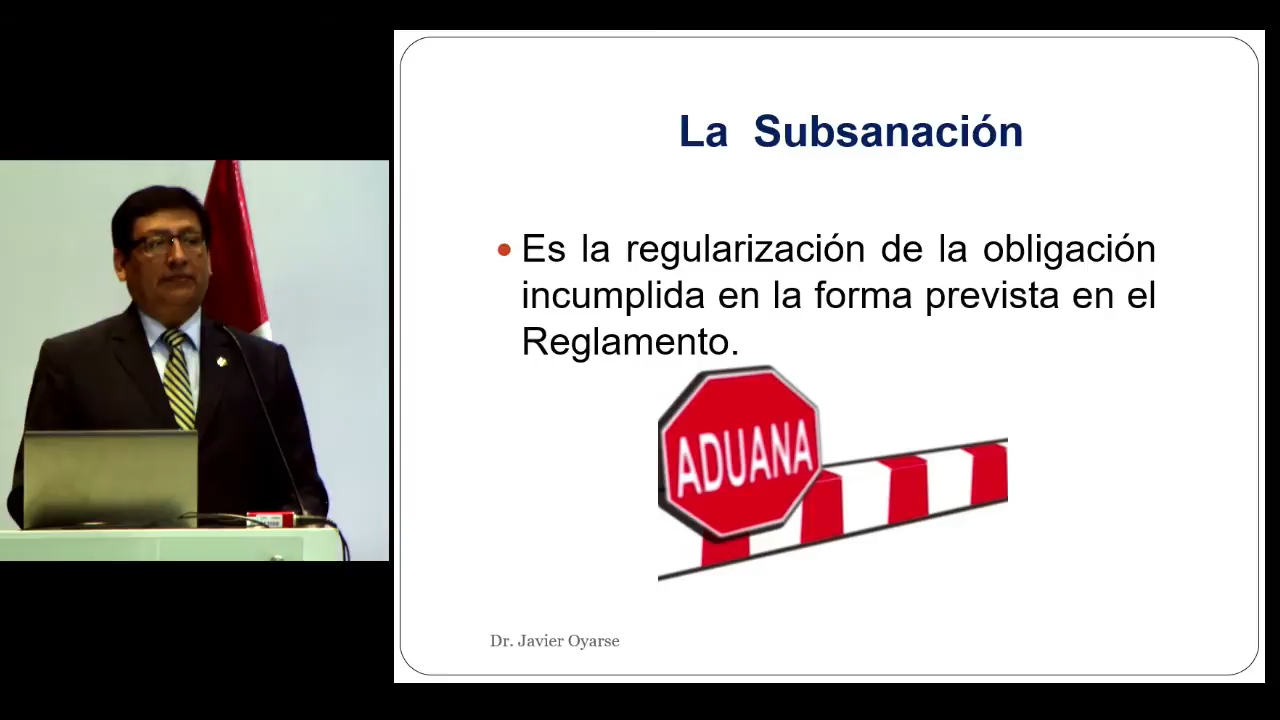 La Subsanación
Es la regularización de la obligación
incumplida en la forma prevista en el
Reglamento.
ADUANA
Dr. Javier Oyarse